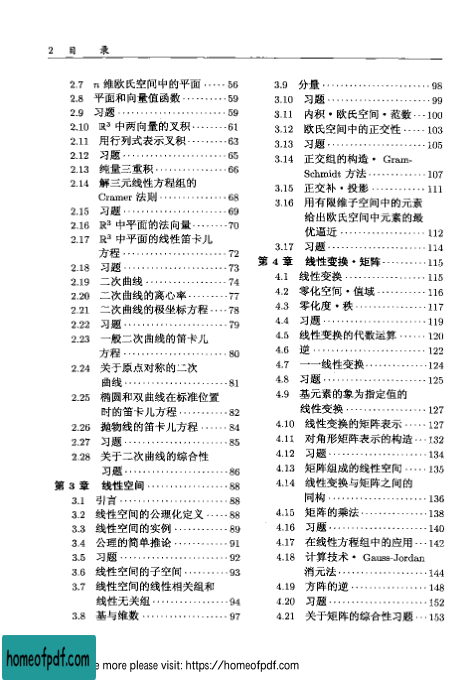 2 目 录
2.7 n 维欧氏空间中的平面 ····· 56
2.8 平面和向量值函数 ·········· 59
2.9 习题 ························ 59
2.10 R³ 中两向量的叉积 ········ 61
2.11 用行列式表示叉积 ········· 63
2.12 习题 ······················· 65
2.13 纯量三重积 ················ 66
2.14 解三元线性方程组的
Cramer 法则 ················ 68
2.15 习题 ······················· 69
2.16 R³ 中平面的法向量 ········ 70
2.17 R³ 中平面的线性笛卡儿
方程 ······················· 72
2.18 习题 ······················· 73
2.19 二次曲线 ··················· 74
2.20 二次曲线的离心率 ········· 77
2.21 二次曲线的极坐标方程 ···· 78
2.22 习题 ······················· 79
2.23 一般二次曲线的笛卡儿
方程 ······················· 80
2.24 关于原点对称的二次
曲线 ······················· 81
2.25 椭圆和双曲线在标准位置
时的笛卡儿方程 ··········· 82
2.26 抛物线的笛卡儿方程 ······ 84
2.27 习题 ······················· 85
2.28 关于二次曲线的综合性
习题 ······················· 86
第 3 章 线性空间 ················· 88
3.1 引言 ························ 88
3.2 线性空间的公理化定义 ····· 88
3.3 线性空间的实例 ············ 89
3.4 公理的简单推论 ············ 91
3.5 习题 ························ 92
3.6 线性空间的子空间 ·········· 93
3.7 线性空间的线性相关组和
线性无关组 ················· 94
3.8 基与维数 ··················· 97
3.9 分量 ························ 98
3.10 习题 ······················· 99
3.11 内积·欧氏空间·范数 ··· 100
3.12 欧氏空间中的正交性 ····· 103
3.13 习题 ······················ 105
3.14 正交组的构造· Gram-
Schmidt 方法 ············· 107
3.15 正交补·投影 ············· 111
3.16 用有限维子空间中的元素
给出欧氏空间中元素的最
优逼近 ···················· 112
3.17 习题 ······················ 114
第 4 章 线性变换·矩阵 ·········· 115
4.1 线性变换 ·················· 115
4.2 零化空间·值域 ··········· 116
4.3 零化度·秩 ················ 117
4.4 习题 ······················· 119
4.5 线性变换的代数运算 ······ 120
4.6 逆 ························· 122
4.7 一一线性变换 ············· 124
4.8 习题 ······················· 125
4.9 基元素的象为指定值的
线性变换 ·················· 127
4.10 线性变换的矩阵表示 ····· 127
4.11 对角形矩阵表示的构造 ··· 132
4.12 习题 ······················ 134
4.13 矩阵组成的线性空间 ····· 135
4.14 线性变换与矩阵之间的
同构 ······················ 136
4.15 矩阵的乘法 ··············· 138
4.16 习题 ······················ 140
4.17 在线性方程组中的应用 ··· 142
4.18 计算技术· Gauss-Jordan
消元法 ···················· 144
4.19 方阵的逆 ················· 148
4.20 习题 ······················ 152
4.21 关于矩阵的综合性习题 ··· 153
homeofpdf.com
e more please visit: https://homeofpdf.com